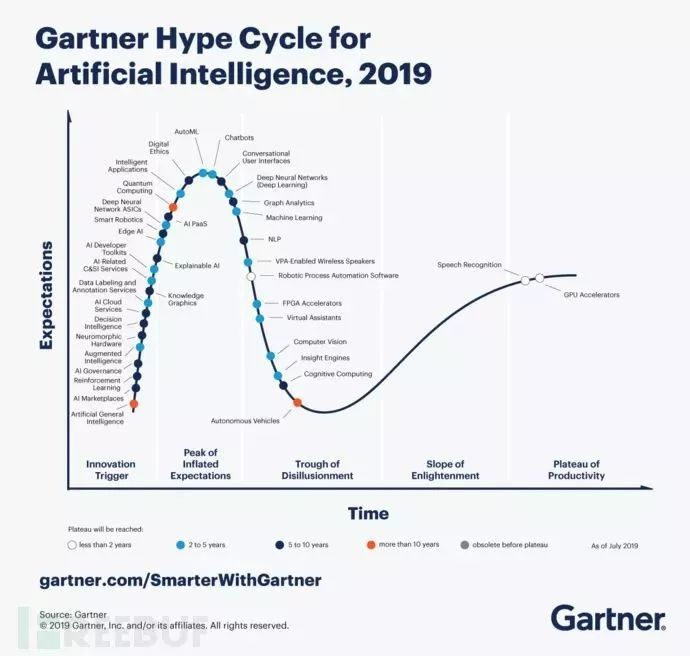 Gartner Hype Cycle for
Artificial Intelligence, 2019
Expectations
AutoML
Chatbots
Digital
Ethics
Conversational
User Interfaces
Intelligent
Applications
Deep Neural Networks
(Deep Learning)
Quantum
Computing
Graph Analytics
Deep Neural
Network ASICs
Machine Learning
Smart Robotics
AI PaaS
Edge AI
NLP
AI Developer
Toolkits
VPA-Enabled Wireless Speakers
AI-Related
C&SI Services
Explainable AI
Robotic Process Automation Software
Speech Recognition
Data Labeling and
Annotation Services
Knowledge
Graphics
GPU Accelerators
AI Cloud
Services
FPGA Accelerators
Decision
Intelligence
Virtual Assistants
Neuromorphic
Hardware
Computer Vision
Augmented
Intelligence
Insight Engines
AI Governance
Cognitive Computing
Reinforcement
Learning
AI Marketplaces
Artificial General
Intelligence
Autonomous Vehicles
Innovation
Trigger
Peak of
Inflated
Expectations
Trough of
Disillusionment
Slope of
Enlightenment
Plateau of
Productivity
Time
Plateau will be reached:
less than 2 years
2 to 5 years
5 to 10 years
more than 10 years
obsolete before plateau
As of July 2019
gartner.com/SmarterWithGartner
Source: Gartner
© 2019 Gartner, Inc. and/or its affiliates. All rights reserved.
FREEBUF
Gartner.